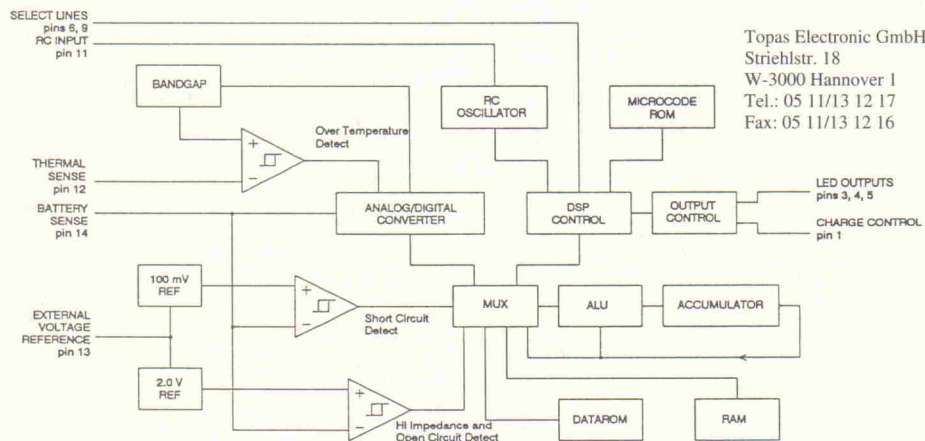 SELECT LINES
pins 6, 9
RC INPUT
pin 11
Topas Electronic GmbH
Striehlstr. 18
W-3000 Hannover 1
Tel.: 05 11/13 12 17
Fax: 05 11/13 12 16
BANDGAP
RC
OSCILLATOR
MICROCODE
ROM
Over Temperature
Detect
+
−
THERMAL
SENSE
pin 12
BATTERY
SENSE
pin 14
ANALOG/DIGITAL
CONVERTER
DSP
CONTROL
OUTPUT
CONTROL
LED OUTPUTS
pins 3, 4, 5
CHARGE CONTROL
pin 1
100 mV
REF
+
−
Short Circuit
Detect
MUX
ALU
ACCUMULATOR
EXTERNAL
VOLTAGE
REFERENCE
pin 13
2.0 V
REF
+
−
HI Impedance and
Open Circuit Detect
DATAROM
RAM